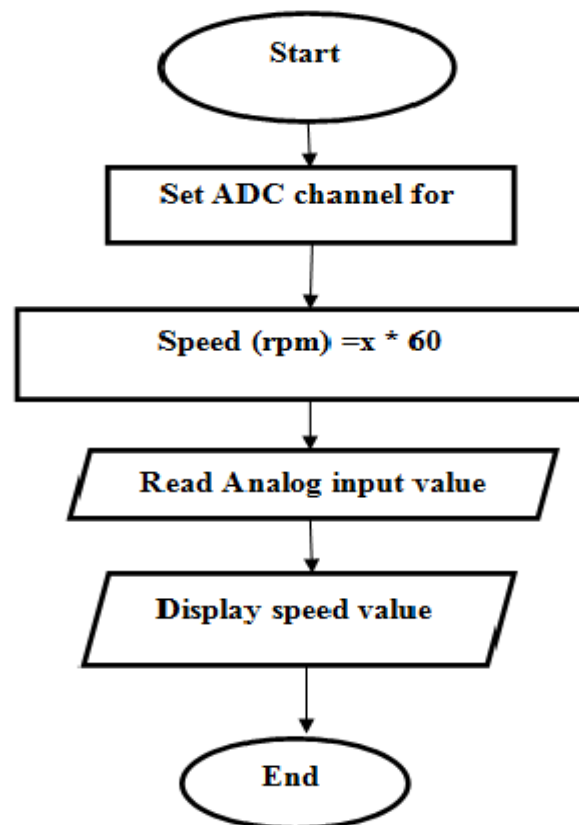 Start
Set ADC channel for
Speed (rpm) =x * 60
Read Analog input value
Display speed value
End